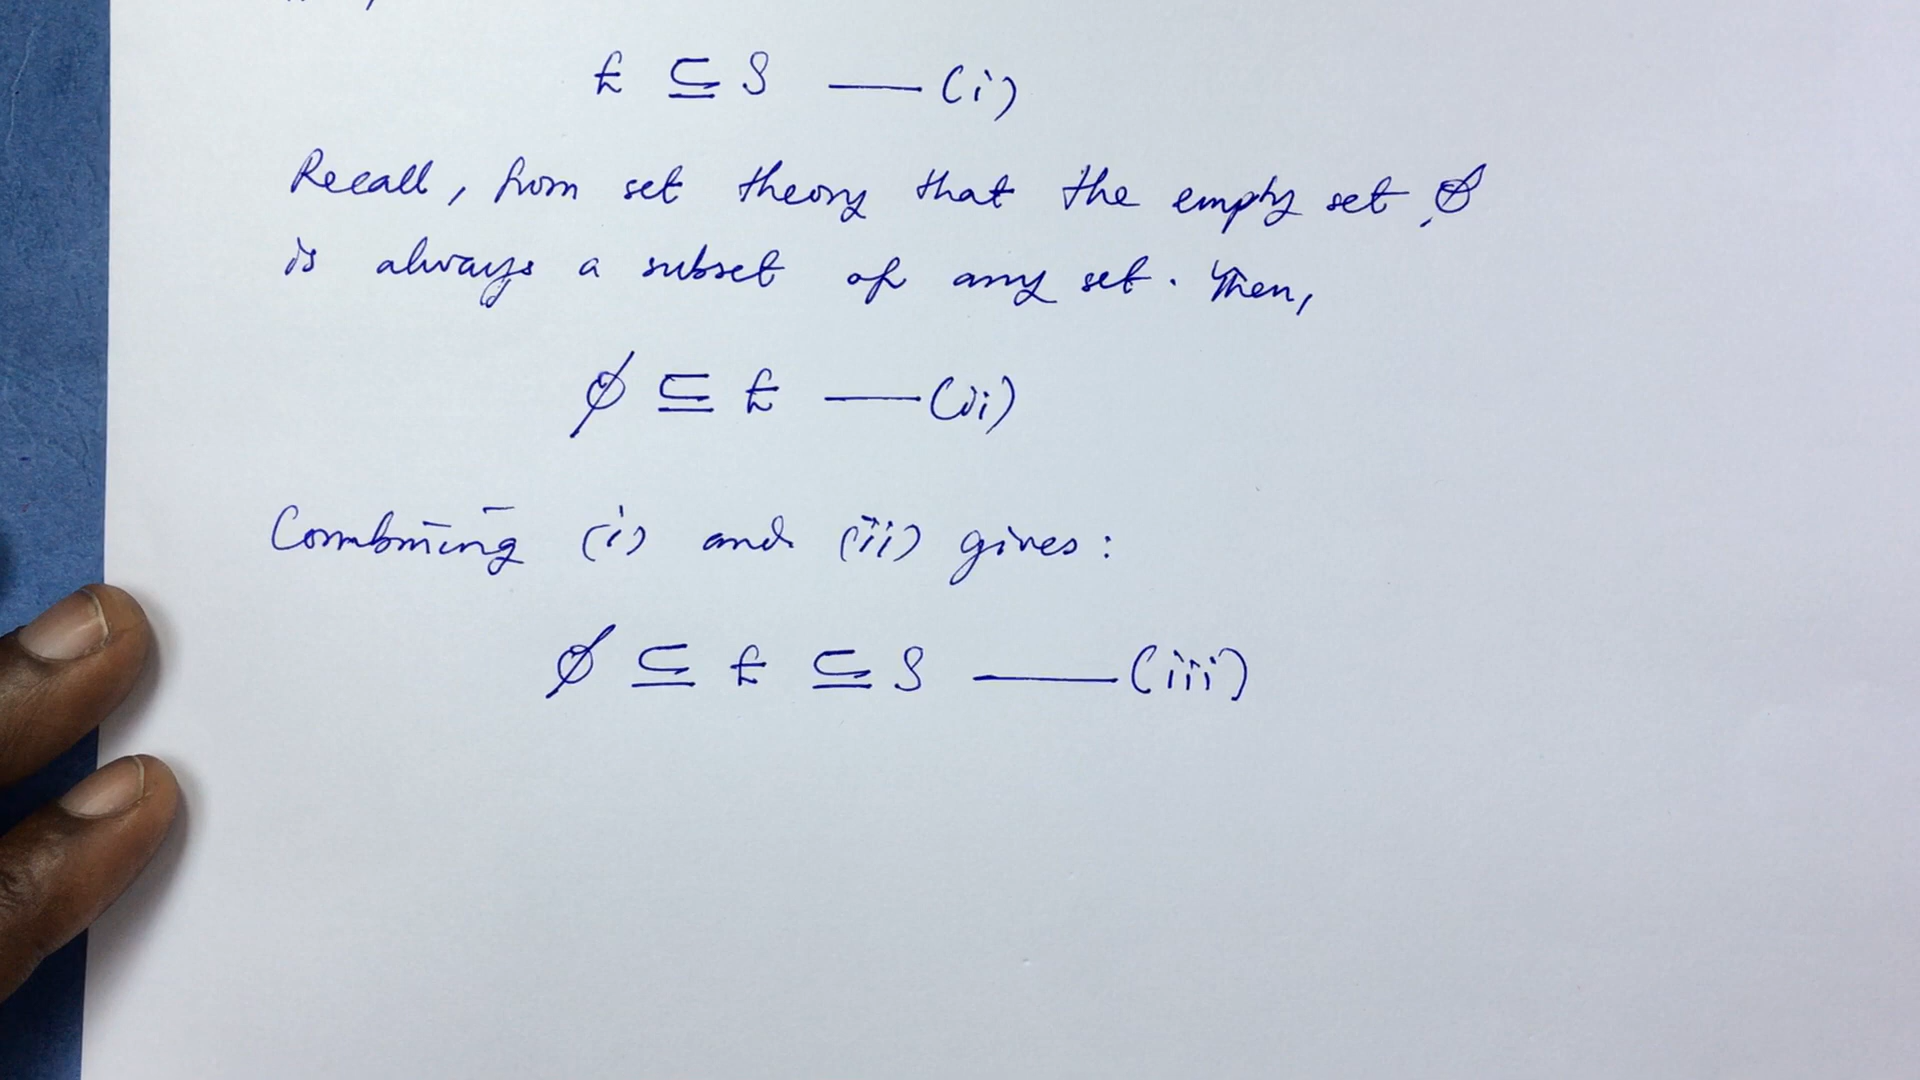 E ⊆ S —(i)
Recall, from set theory that the empty set, ∅
is always a subset of any set. Then,
∅ ⊆ E —(ii)
Combining (i) and (ii) gives:
∅ ⊆ E ⊆ S —(iii)